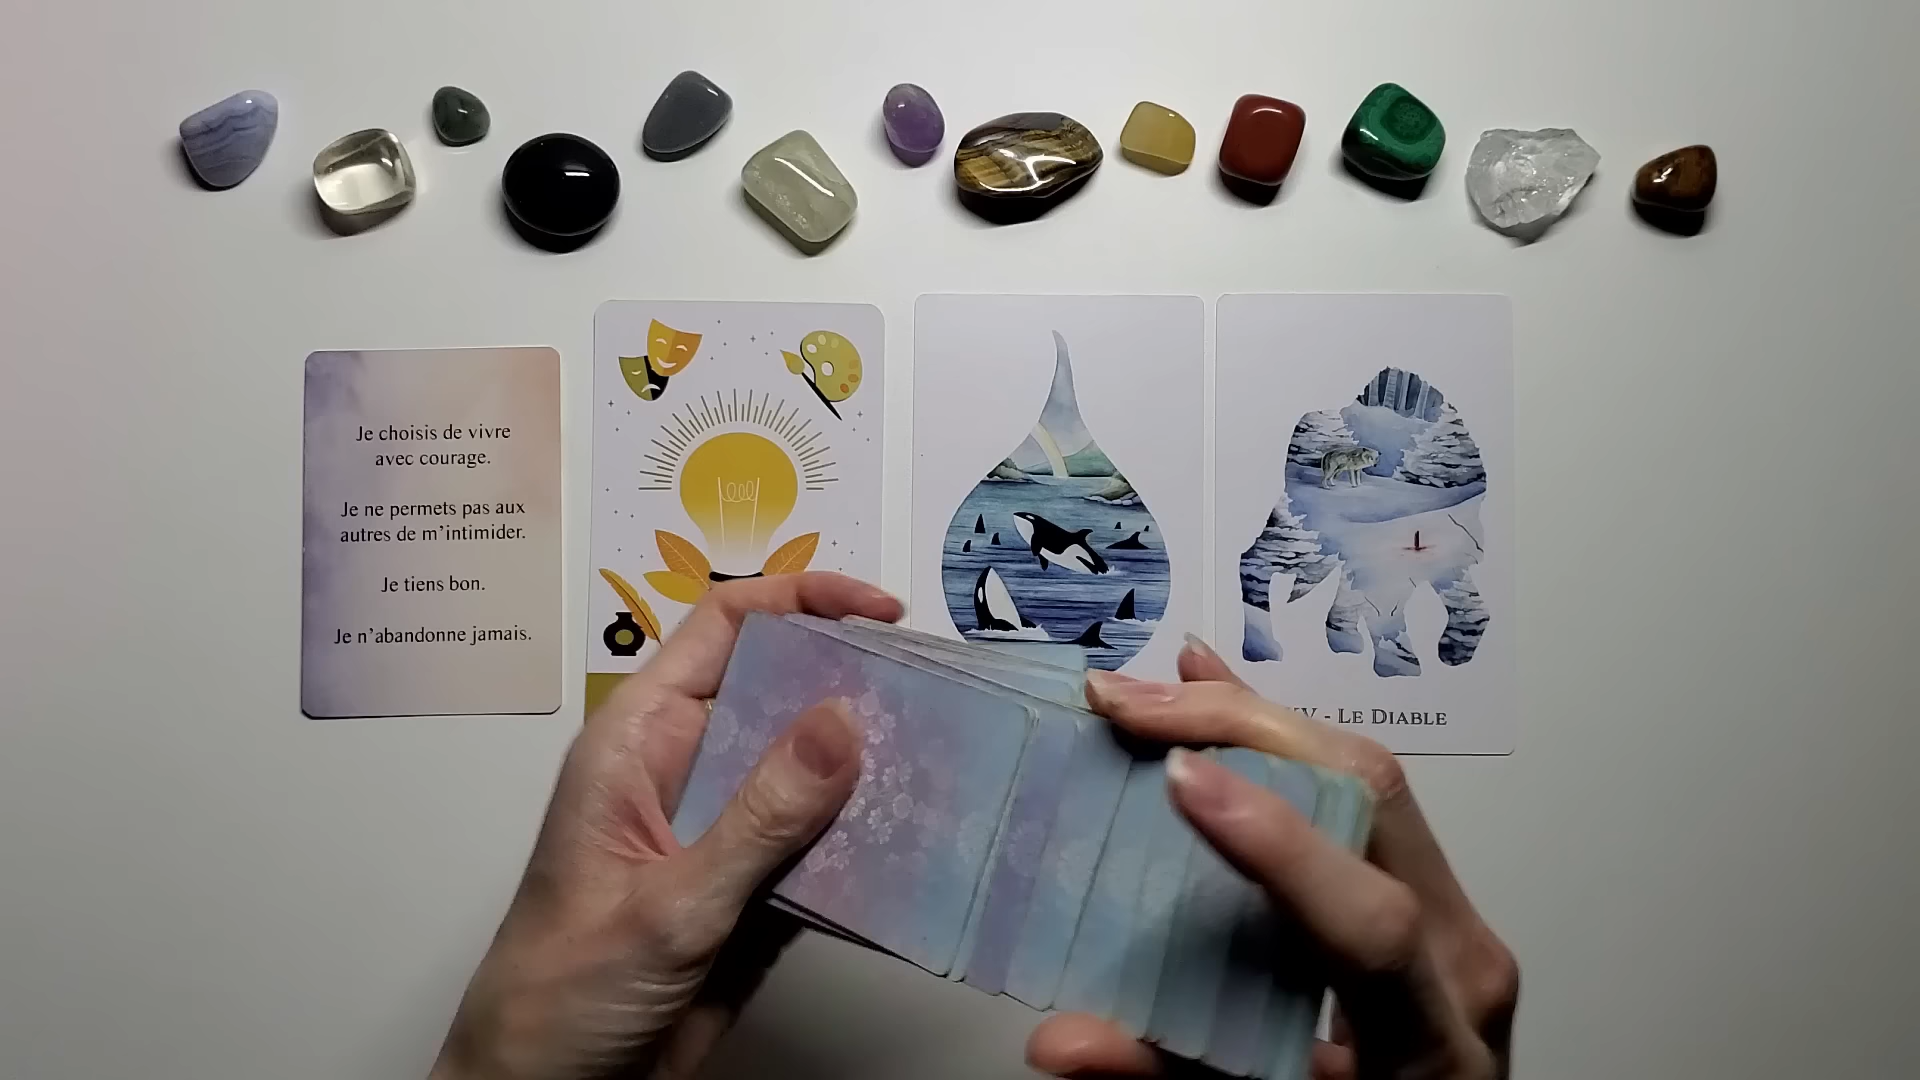 Je choisis de vivre
avec courage.
Je ne permets pas aux
autres de m'intimider.
Je tiens bon.
Je n'abandonne jamais.
- LE DIABLE